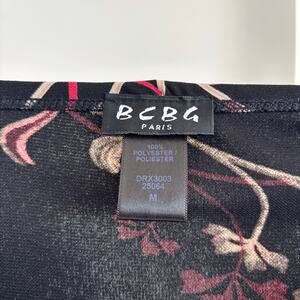 BCBG
PARIS
100%
POLYESTER /
POLIESTER
DRX3003
25064
M